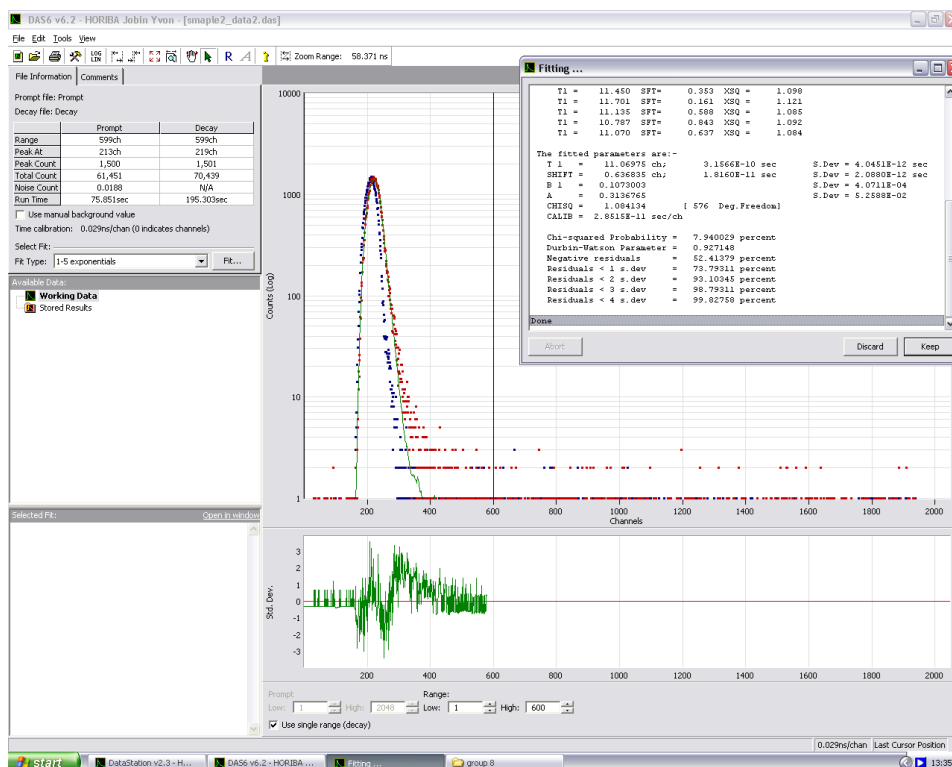 DAS6 v6.2 - HORIBA Jobin Yvon - [smaple2_data2.das]
File Edit Tools View
LOG LIN R A ? Zoom Range: 58.371 ns
File Information Comments
Prompt file: Prompt
Decay file: Decay
Prompt Decay
Range 599ch 599ch
Peak At 213ch 219ch
Peak Count 1,500 1,501
Total Count 61,451 70,439
Noise Count 0.0188 N/A
Run Time 75.851sec 195.303sec
Use manual background value
Time calibration: 0.029ns/chan (0 indicates channels)
Select Fit:
Fit Type: 1-5 exponentials Fit...
Available Data:
Working Data
Stored Results
Selected Fit: Open in window
Fitting ...
T1 = 11.450 SFT= 0.353 XSQ = 1.098
T1 = 11.701 SFT= 0.161 XSQ = 1.121
T1 = 11.135 SFT= 0.588 XSQ = 1.085
T1 = 10.787 SFT= 0.843 XSQ = 1.092
T1 = 11.070 SFT= 0.637 XSQ = 1.084
The fitted parameters are:-
T 1 = 11.06975 ch; 3.1566E-10 sec S.Dev = 4.0451E-12 sec
SHIFT = 0.636835 ch; 1.8160E-11 sec S.Dev = 2.0880E-12 sec
B 1 = 0.1073003 S.Dev = 4.0711E-04
A = 0.3136765 S.Dev = 5.2588E-02
CHISQ = 1.084134 [ 576 Deg.Freedom]
CALIB = 2.8515E-11 sec/ch
Chi-squared Probability = 7.940029 percent
Durbin-Watson Parameter = 0.927148
Negative residuals = 52.41379 percent
Residuals < 1 s.dev = 73.79311 percent
Residuals < 2 s.dev = 93.10345 percent
Residuals < 3 s.dev = 98.79311 percent
Residuals < 4 s.dev = 99.82758 percent
Done
Abort Discard Keep
10000
1000
100
10
1
Counts (Log)
200 400 600 800 1000 1200 1400 1600 1800 2000
Channels
3
2
1
0
-1
-2
-3
Std. Dev.
200 400 600 800 1000 1200 1400 1600 1800 2000
Prompt Range:
Low: 1 High: 2048 Low: 1 High: 600
Use single range (decay)
0.029ns/chan Last Cursor Position
start DataStation v2.3 - H... DAS6 v6.2 - HORIBA ... Fitting ... group 8 13:35